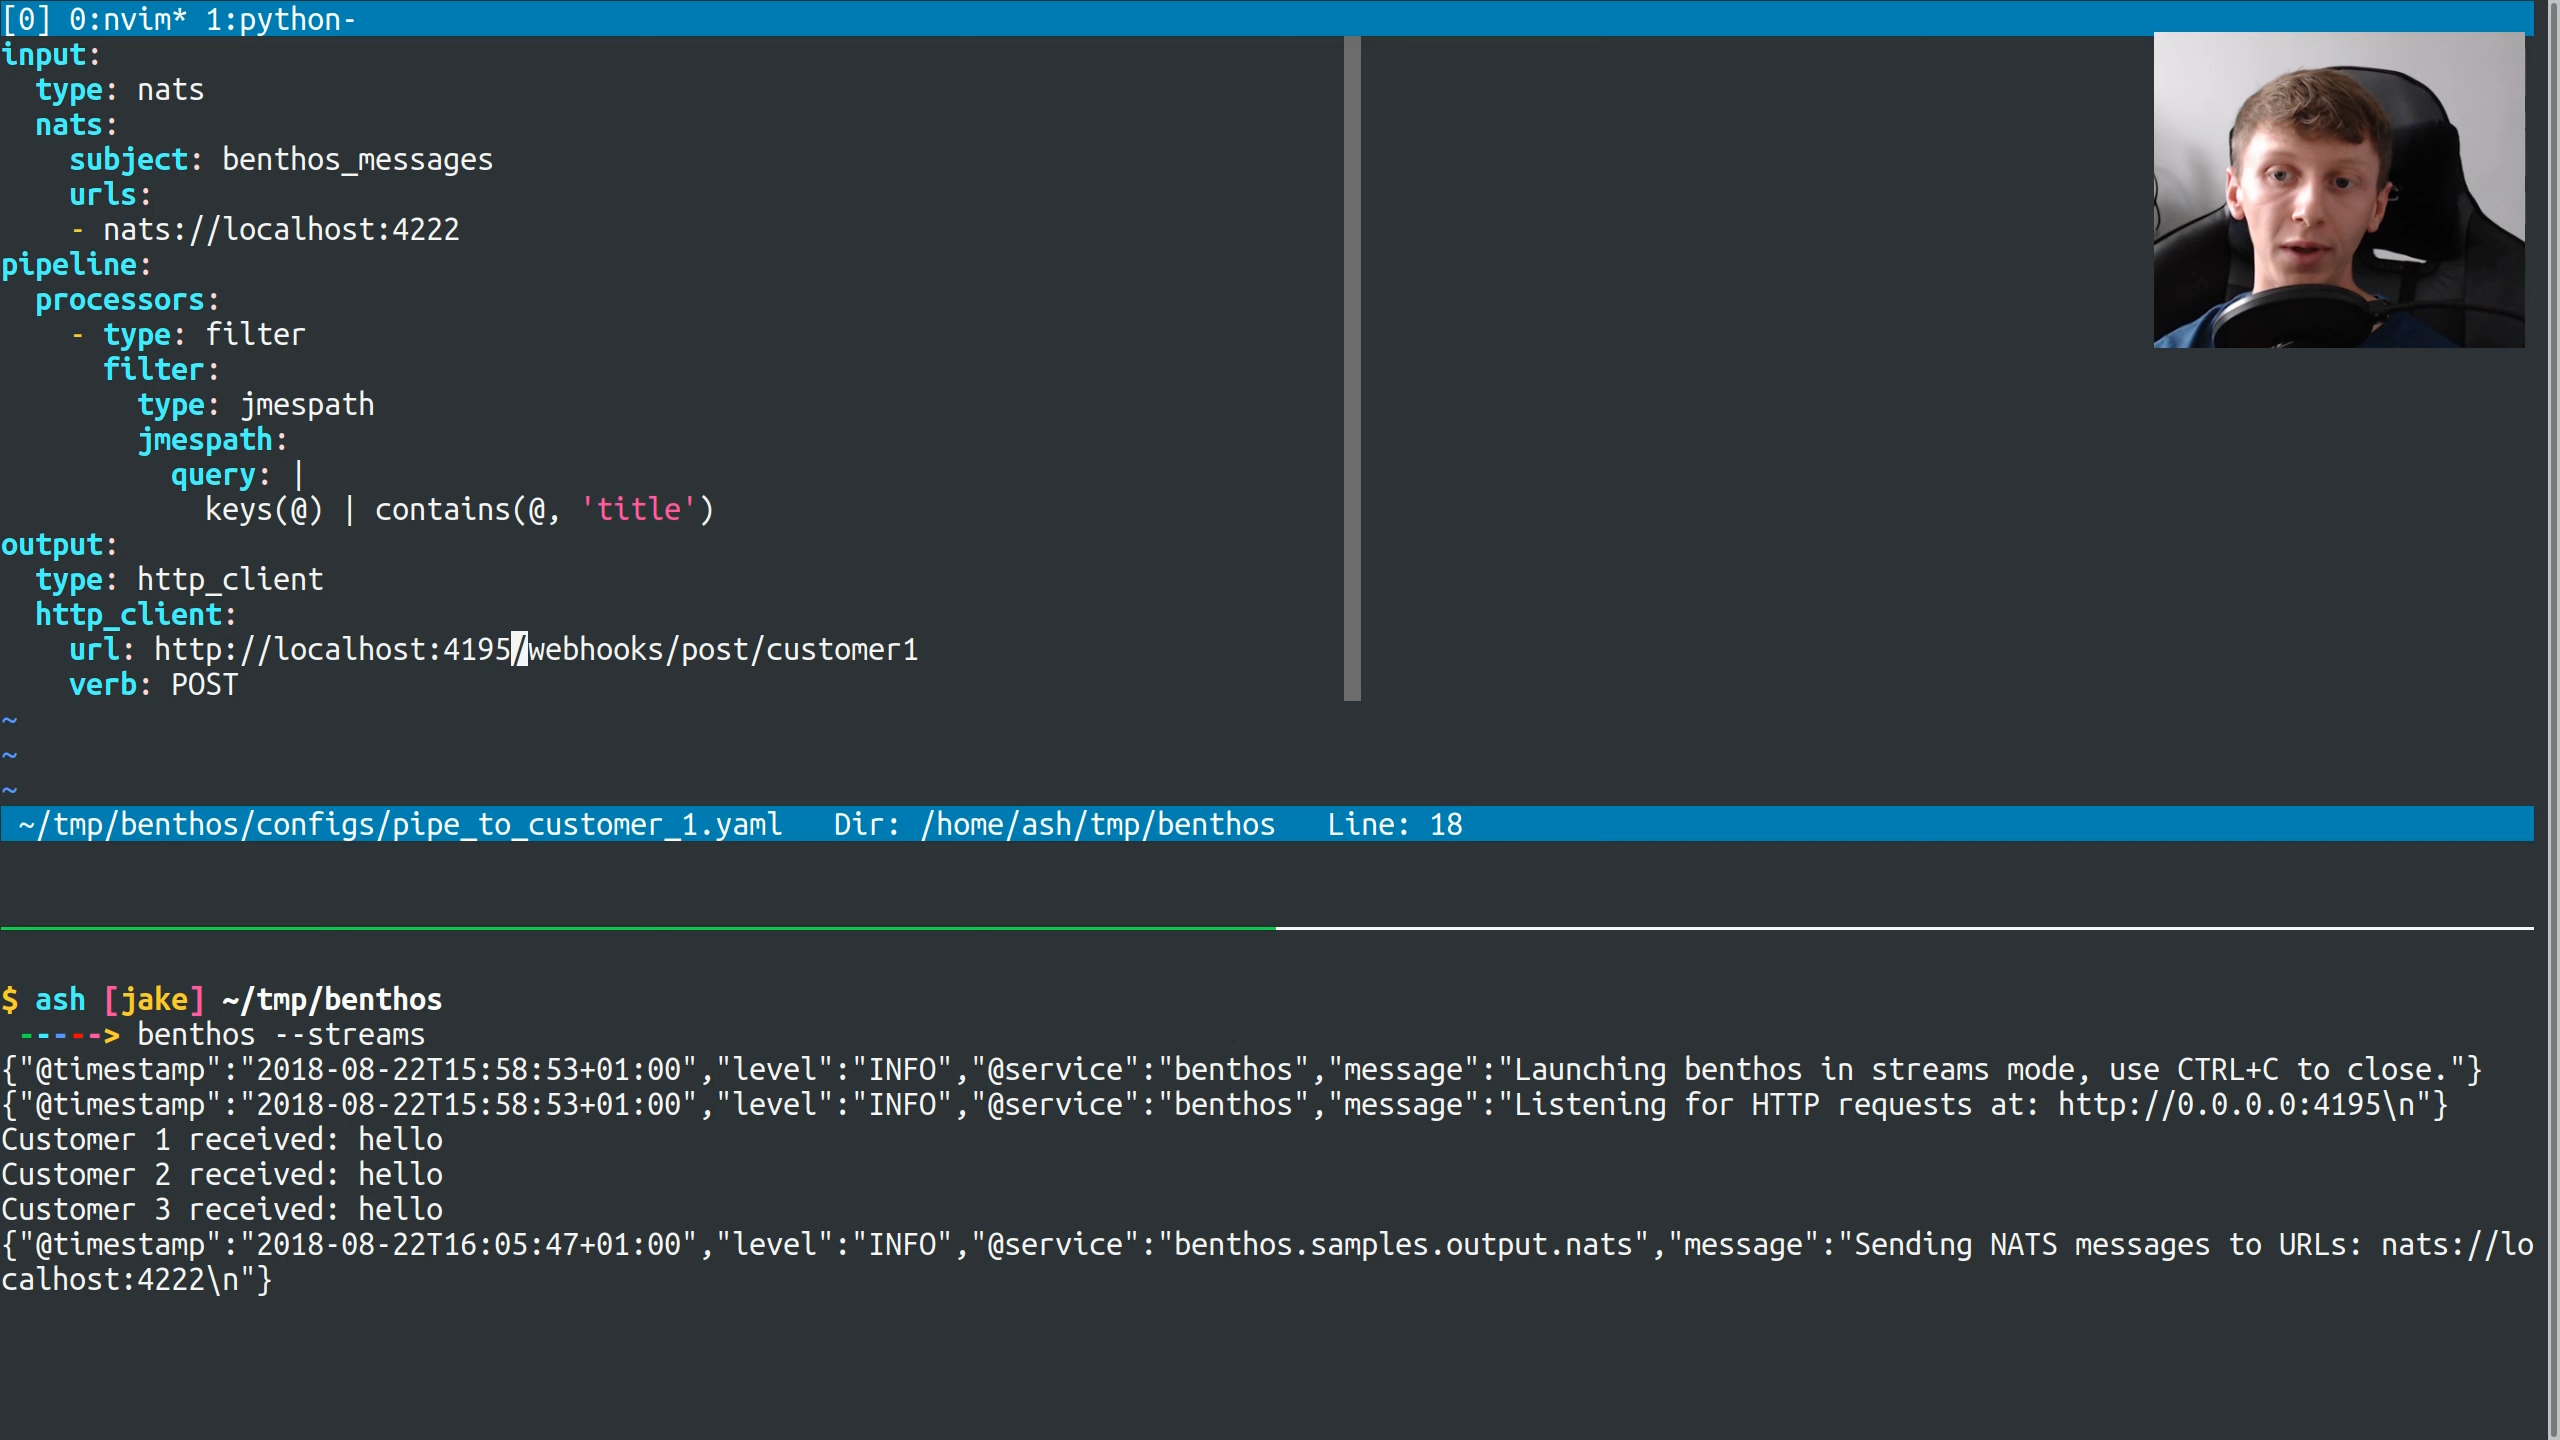 [0] 0:nvim* 1:python-
input:
  type: nats
  nats:
    subject: benthos_messages
    urls:
    - nats://localhost:4222
pipeline:
  processors:
    - type: filter
      filter:
        type: jmespath
        jmespath:
          query: |
            keys(@) | contains(@, 'title')
output:
  type: http_client
  http_client:
    url: http://localhost:4195/webhooks/post/customer1
    verb: POST
~
~
~
~/tmp/benthos/configs/pipe_to_customer_1.yaml   Dir: /home/ash/tmp/benthos   Line: 18
$ ash [jake] ~/tmp/benthos
-----> benthos --streams
{"@timestamp":"2018-08-22T15:58:53+01:00","level":"INFO","@service":"benthos","message":"Launching benthos in streams mode, use CTRL+C to close."}
{"@timestamp":"2018-08-22T15:58:53+01:00","level":"INFO","@service":"benthos","message":"Listening for HTTP requests at: http://0.0.0.0:4195\n"}
Customer 1 received: hello
Customer 2 received: hello
Customer 3 received: hello
{"@timestamp":"2018-08-22T16:05:47+01:00","level":"INFO","@service":"benthos.samples.output.nats","message":"Sending NATS messages to URLs: nats://lo
calhost:4222\n"}